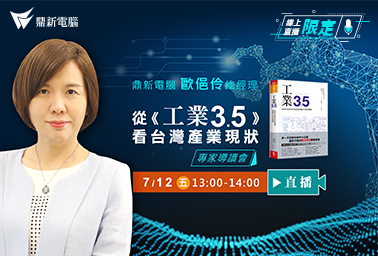 鼎新電腦
線上
直播
限定
鼎新電腦 歐俋伶總經理
從《工業3.5》
看台灣產業現狀
專家導讀會
7/12 五 13:00-14:00 直播
工業
3.5